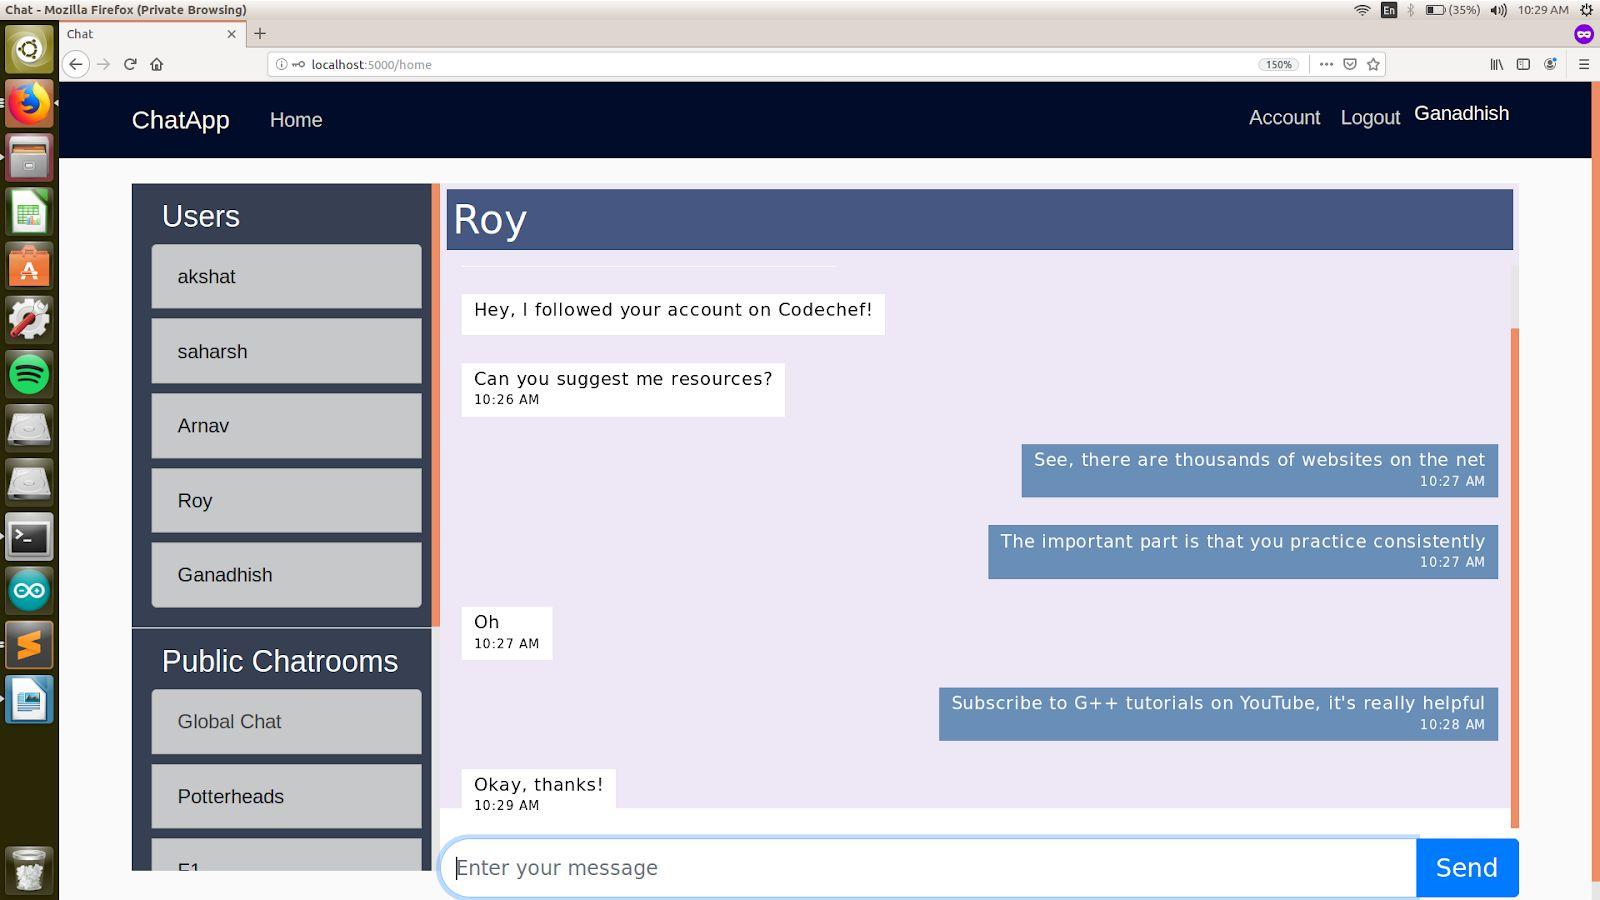 Chat - Mozilla Firefox (Private Browsing)
En
(35%)
10:29 AM
Chat
localhost:5000/home
150%
ChatApp
Home
Account
Logout
Ganadhish
Users
akshat
saharsh
Arnav
Roy
Ganadhish
Public Chatrooms
Global Chat
Potterheads
F1
Roy
Hey, I followed your account on Codechef!
Can you suggest me resources?
10:26 AM
See, there are thousands of websites on the net
10:27 AM
The important part is that you practice consistently
10:27 AM
Oh
10:27 AM
Subscribe to G++ tutorials on YouTube, it's really helpful
10:28 AM
Okay, thanks!
10:29 AM
Enter your message
Send